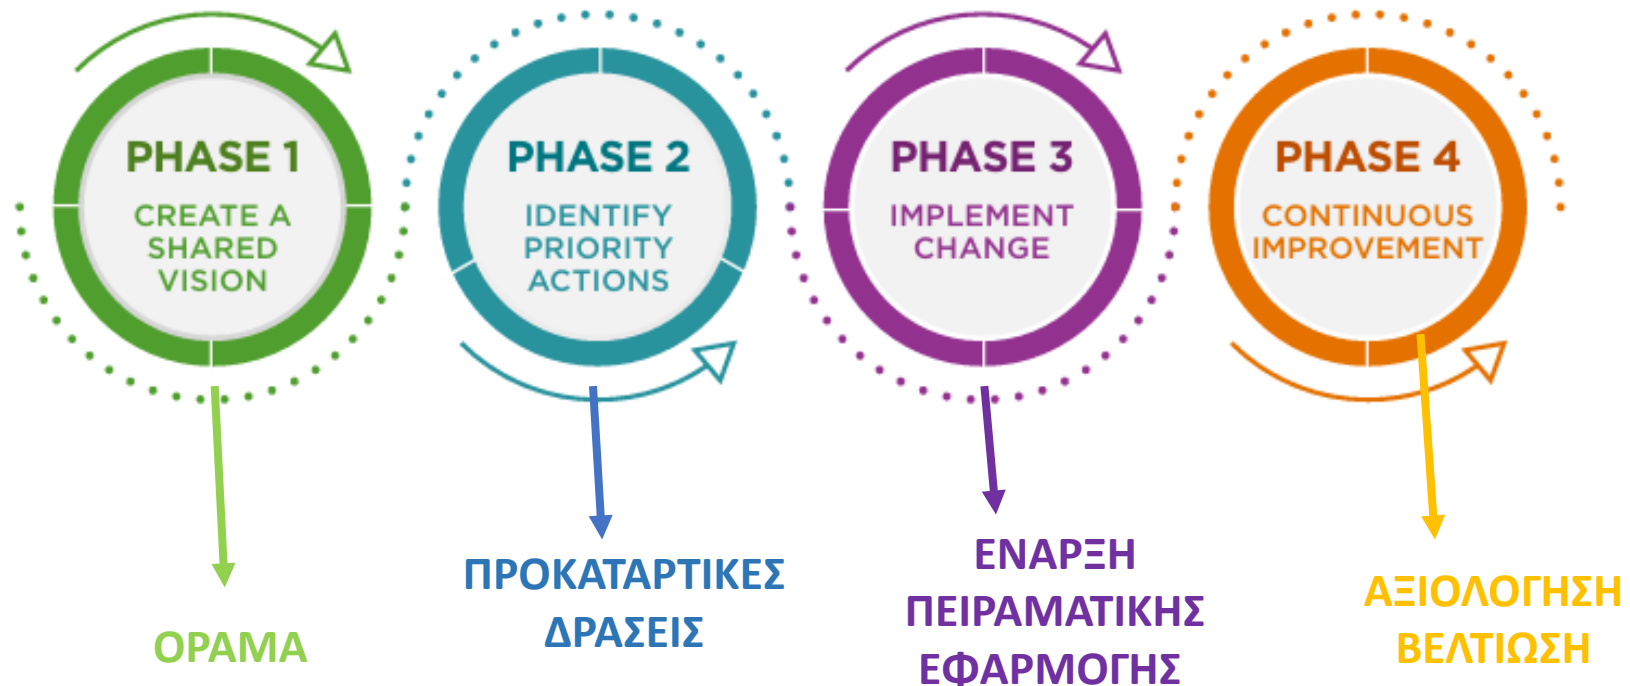 PHASE 1
CREATE A
SHARED
VISION
PHASE 2
IDENTIFY
PRIORITY
ACTIONS
PHASE 3
IMPLEMENT
CHANGE
PHASE 4
CONTINUOUS
IMPROVEMENT
ΟΡΑΜΑ
ΠΡΟΚΑΤΑΡΤΙΚΕΣ
ΔΡΑΣΕΙΣ
ΕΝΑΡΞΗ
ΠΕΙΡΑΜΑΤΙΚΗΣ
ΕΦΑΡΜΟΓΗΣ
ΑΞΙΟΛΟΓΗΣΗ
ΒΕΛΤΙΩΣΗ